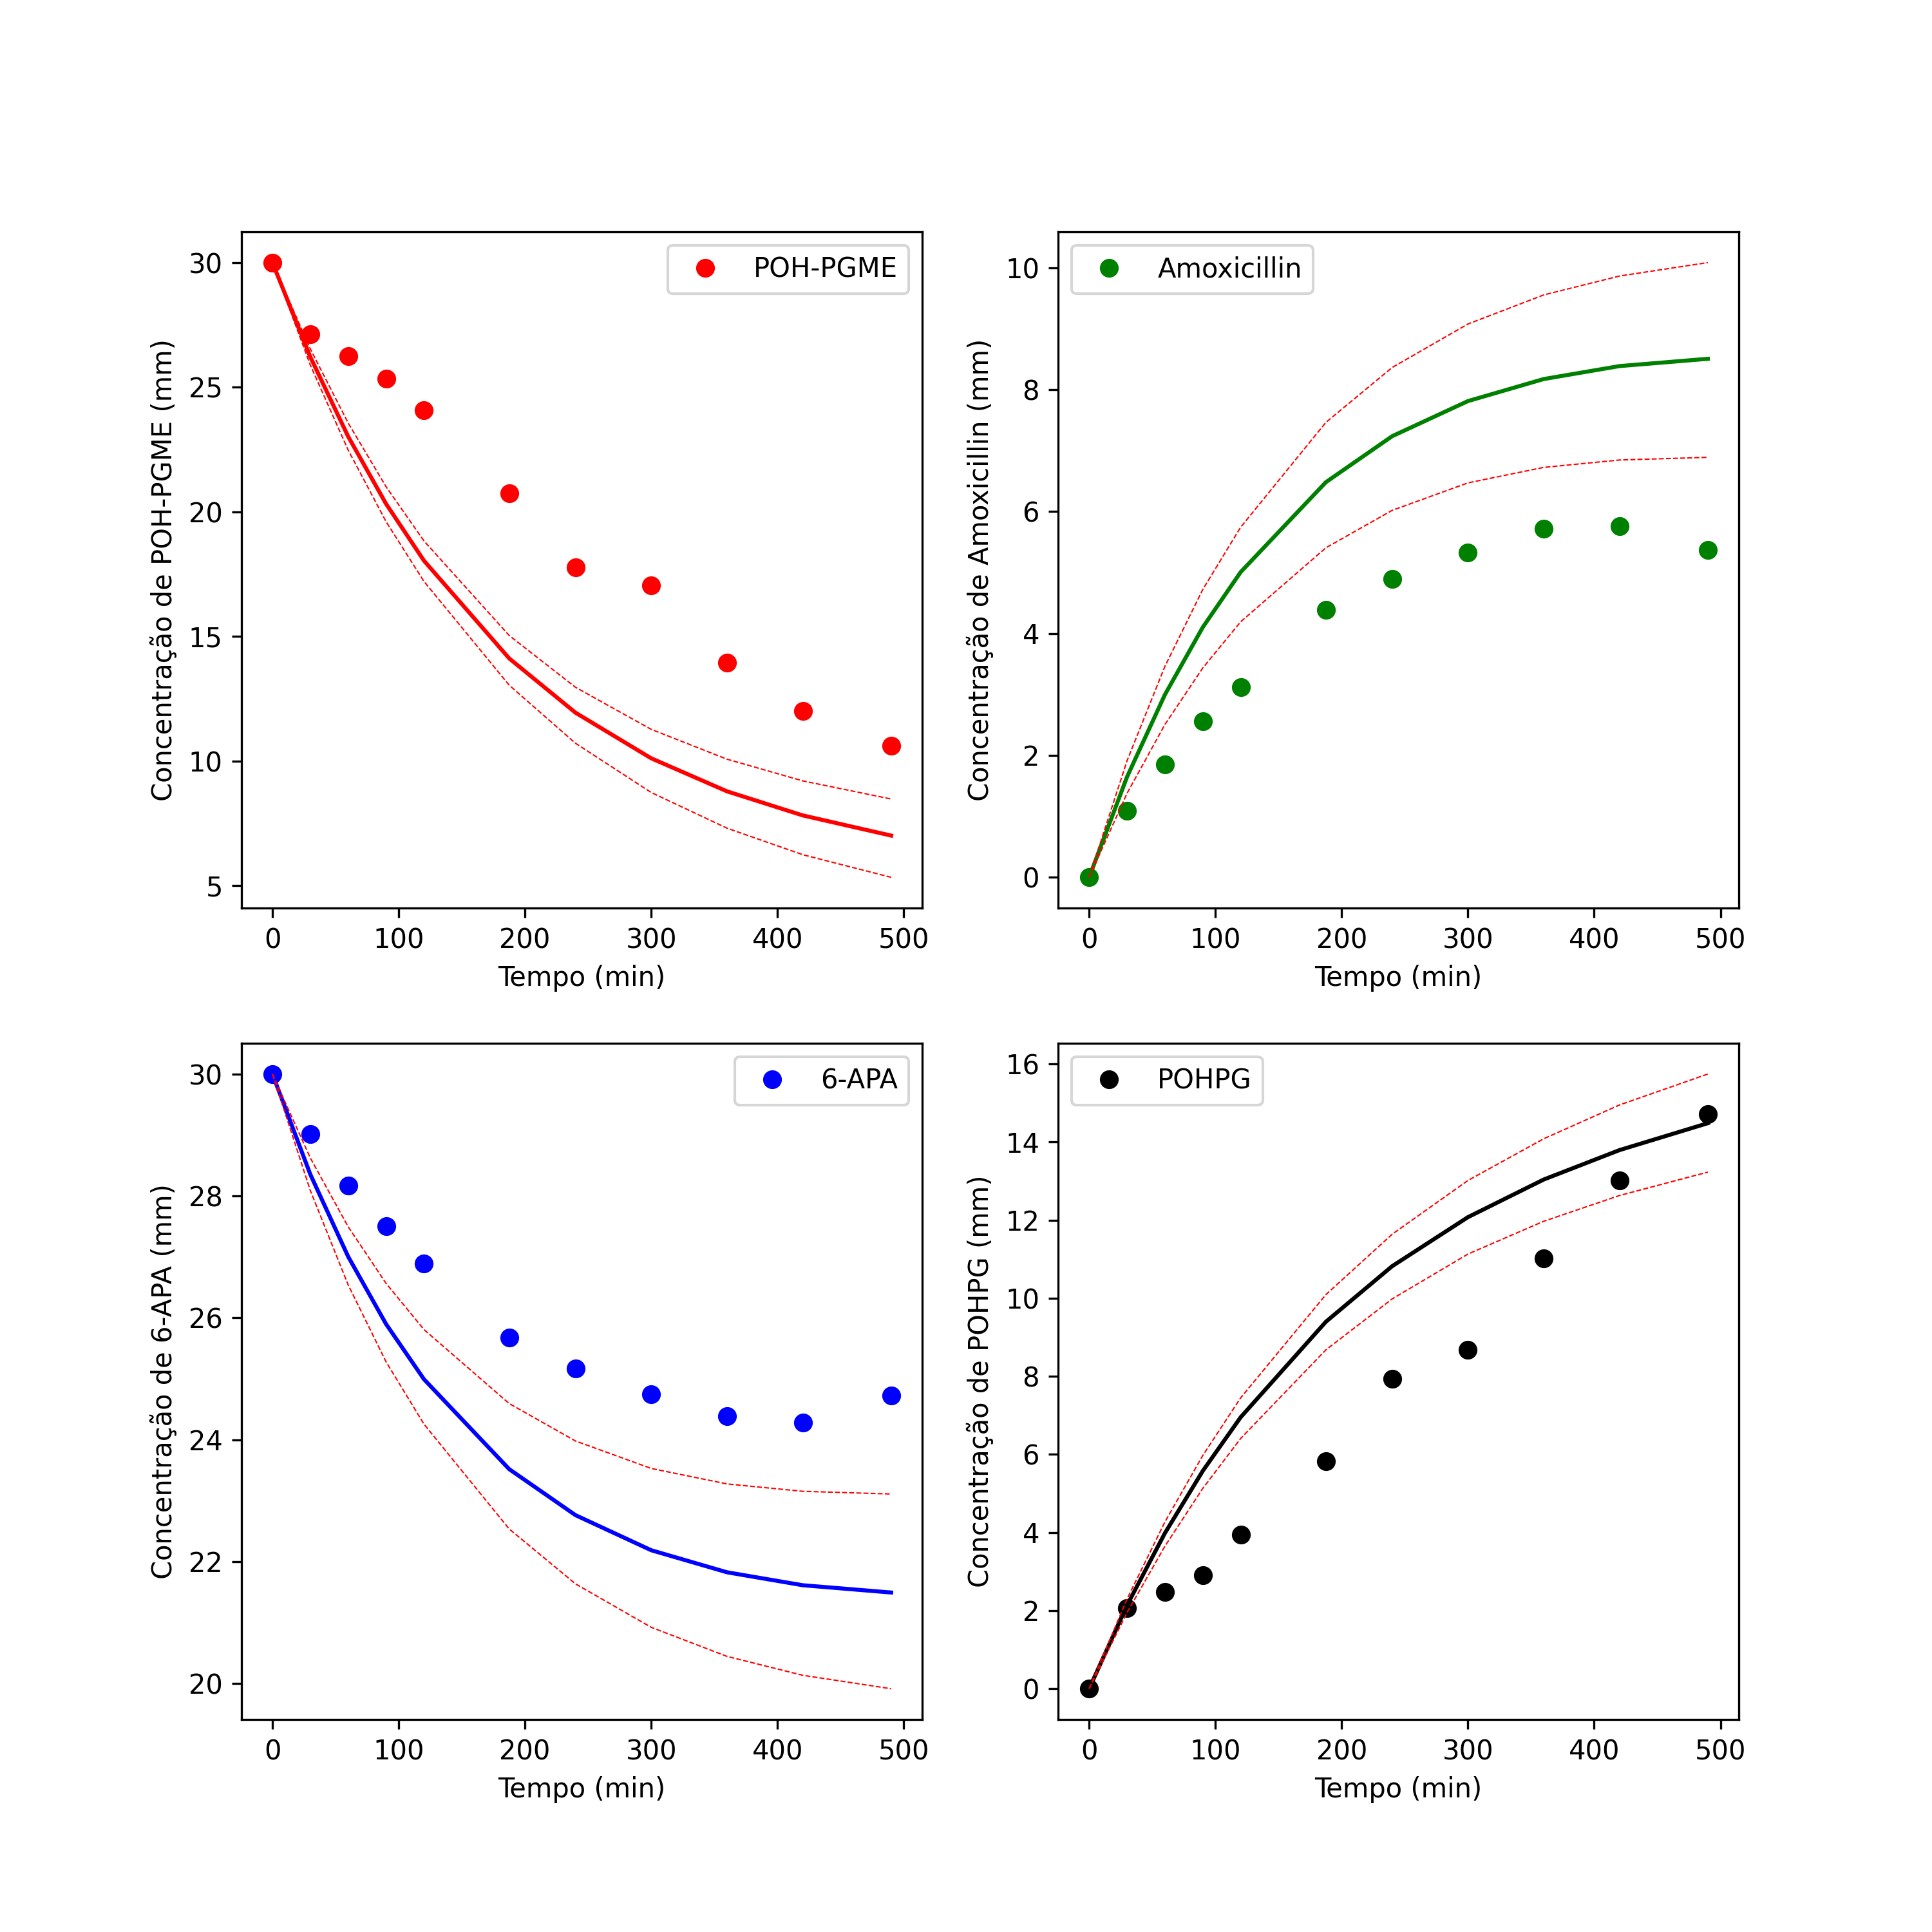 POH-PGME
30
25
20
15
10
5
Concentração de POH-PGME (mm)
0 100 200 300 400 500
Tempo (min)
Amoxicillin
10
8
6
4
2
0
Concentração de Amoxicillin (mm)
0 100 200 300 400 500
Tempo (min)
6-APA
30
28
26
24
22
20
Concentração de 6-APA (mm)
0 100 200 300 400 500
Tempo (min)
POHPG
16
14
12
10
8
6
4
2
0
Concentração de POHPG (mm)
0 100 200 300 400 500
Tempo (min)